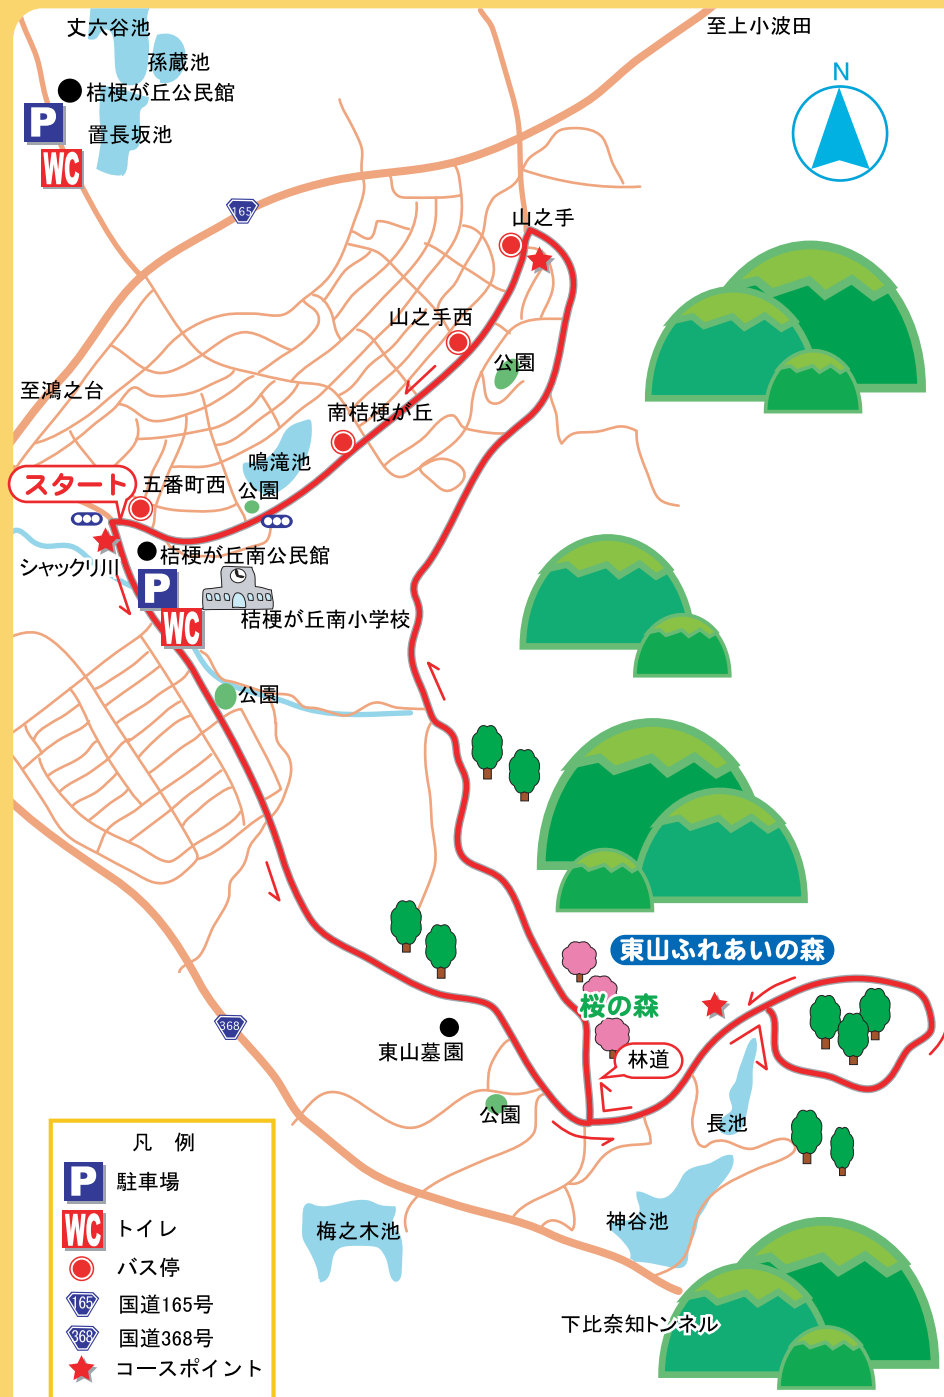 丈六谷池
至上小波田
孫蔵池
桔梗が丘公民館
P
置長坂池
WC
N
165
山之手
山之手西
公園
至鴻之台
南桔梗が丘
鳴滝池
スタート
五番町西
公園
桔梗が丘南公民館
シャックリ川
P
桔梗が丘南小学校
WC
公園
東山ふれあいの森
桜の森
368
東山墓園
林道
公園
長池
神谷池
梅之木池
下比奈知トンネル
凡 例
P 駐車場
WC トイレ
バス停
165 国道165号
368 国道368号
コースポイント